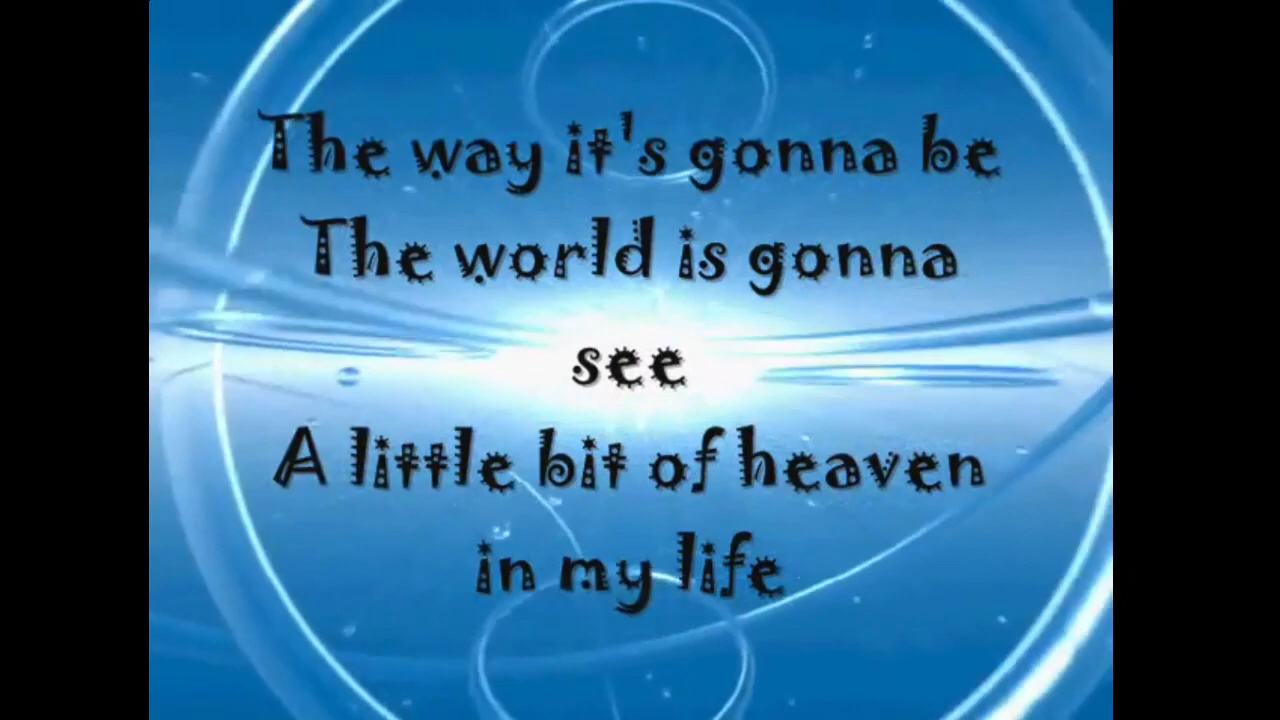 The way it's gonna be
The world is gonna
see
A little bit of heaven
in my life